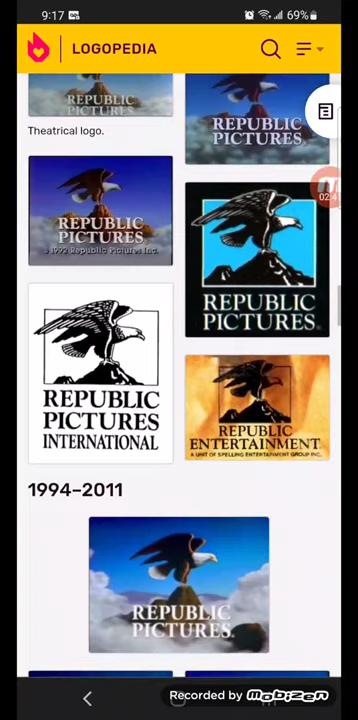 9:17
69%
LOGOPEDIA
REPUBLIC
PICTURES
Theatrical logo.
REPUBLIC
PICTURES
REPUBLIC
PICTURES
© 1992 Republic Pictures Inc.
REPUBLIC
PICTURES
REPUBLIC
PICTURES
INTERNATIONAL
REPUBLIC
ENTERTAINMENT
A UNIT OF SPELLING ENTERTAINMENT GROUP INC.
1994–2011
REPUBLIC
PICTURES
Recorded by mobizen